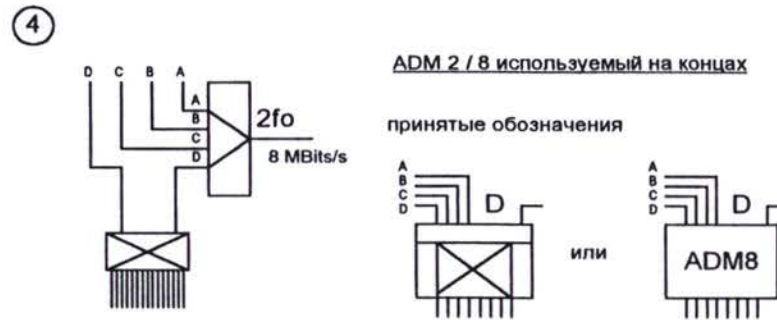 4
ADM 2 / 8 используемый на концах
D C B A
A
B
C
D
2fo
8 MBits/s
принятые обозначения
A
B
C
D
D
или
A
B
C
D
D
ADM8